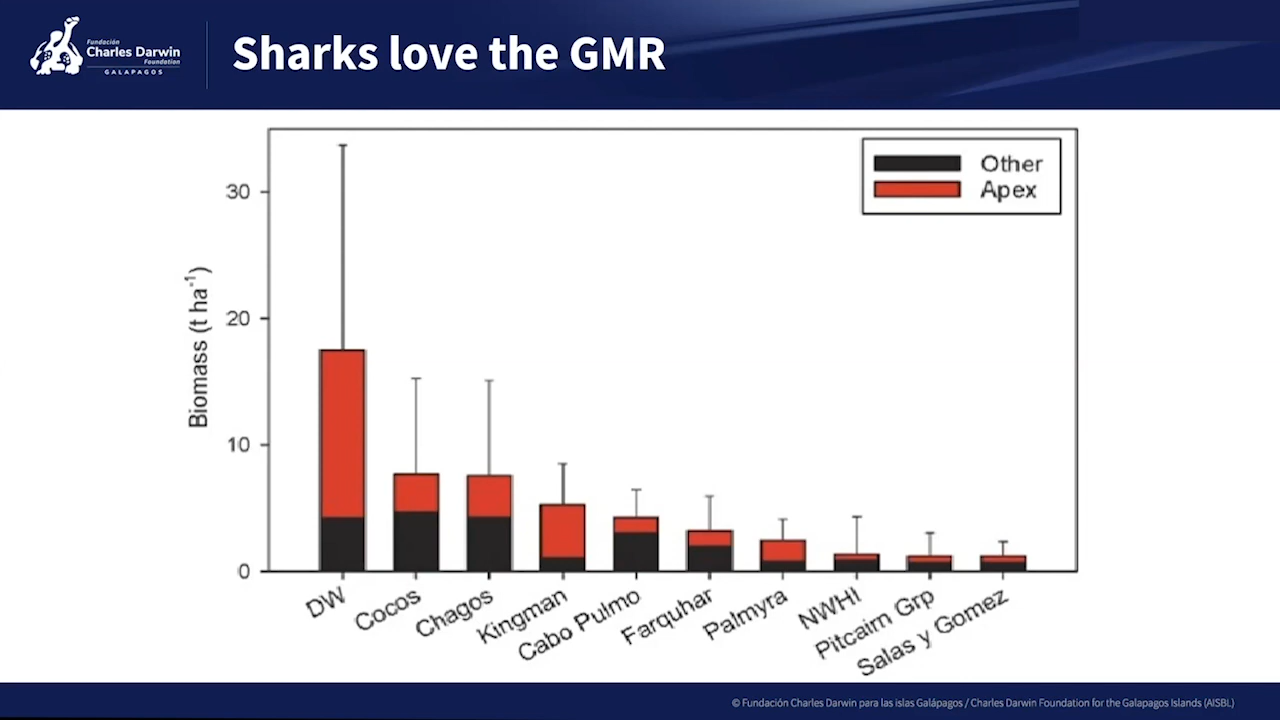 Fundación
Charles Darwin
Foundation
GALAPAGOS
Sharks love the GMR
Other
Apex
Biomass (t ha⁻¹)
30
20
10
0
DW
Cocos
Chagos
Kingman
Cabo Pulmo
Farquhar
Palmyra
NWHI
Pitcairn Grp
Salas y Gomez
© Fundación Charles Darwin para las islas Galápagos / Charles Darwin Foundation for the Galapagos Islands (AISBL)